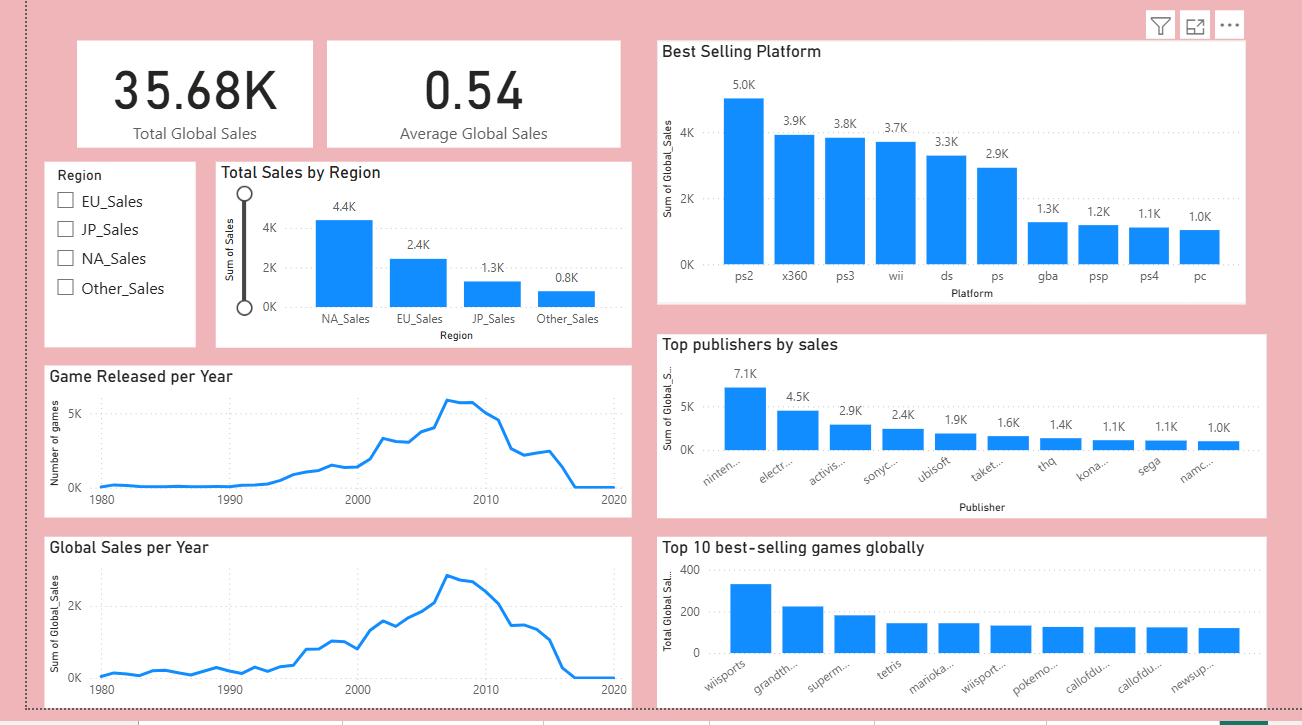 35.68K
Total Global Sales
0.54
Average Global Sales
Region
EU_Sales
JP_Sales
NA_Sales
Other_Sales
Total Sales by Region
Sum of Sales
4K
2K
0K
4.4K
2.4K
1.3K
0.8K
NA_Sales
EU_Sales
JP_Sales
Other_Sales
Region
Game Released per Year
Number of games
5K
0K
1980
1990
2000
2010
2020
Global Sales per Year
Sum of Global_Sales
2K
0K
1980
1990
2000
2010
2020
Best Selling Platform
Sum of Global_Sales
4K
2K
0K
5.0K
3.9K
3.8K
3.7K
3.3K
2.9K
1.3K
1.2K
1.1K
1.0K
ps2
x360
ps3
wii
ds
ps
gba
psp
ps4
pc
Platform
Top publishers by sales
Sum of Global_S...
5K
0K
7.1K
4.5K
2.9K
2.4K
1.9K
1.6K
1.4K
1.1K
1.1K
1.0K
ninten...
electr...
activis...
sonyc...
ubisoft
taket...
thq
kona...
sega
namc...
Publisher
Top 10 best-selling games globally
Total Global Sal...
400
200
0
wiisports
grandth...
superm...
tetris
marioka...
wiisport...
pokemo...
callofdu...
callofdu...
newsup...